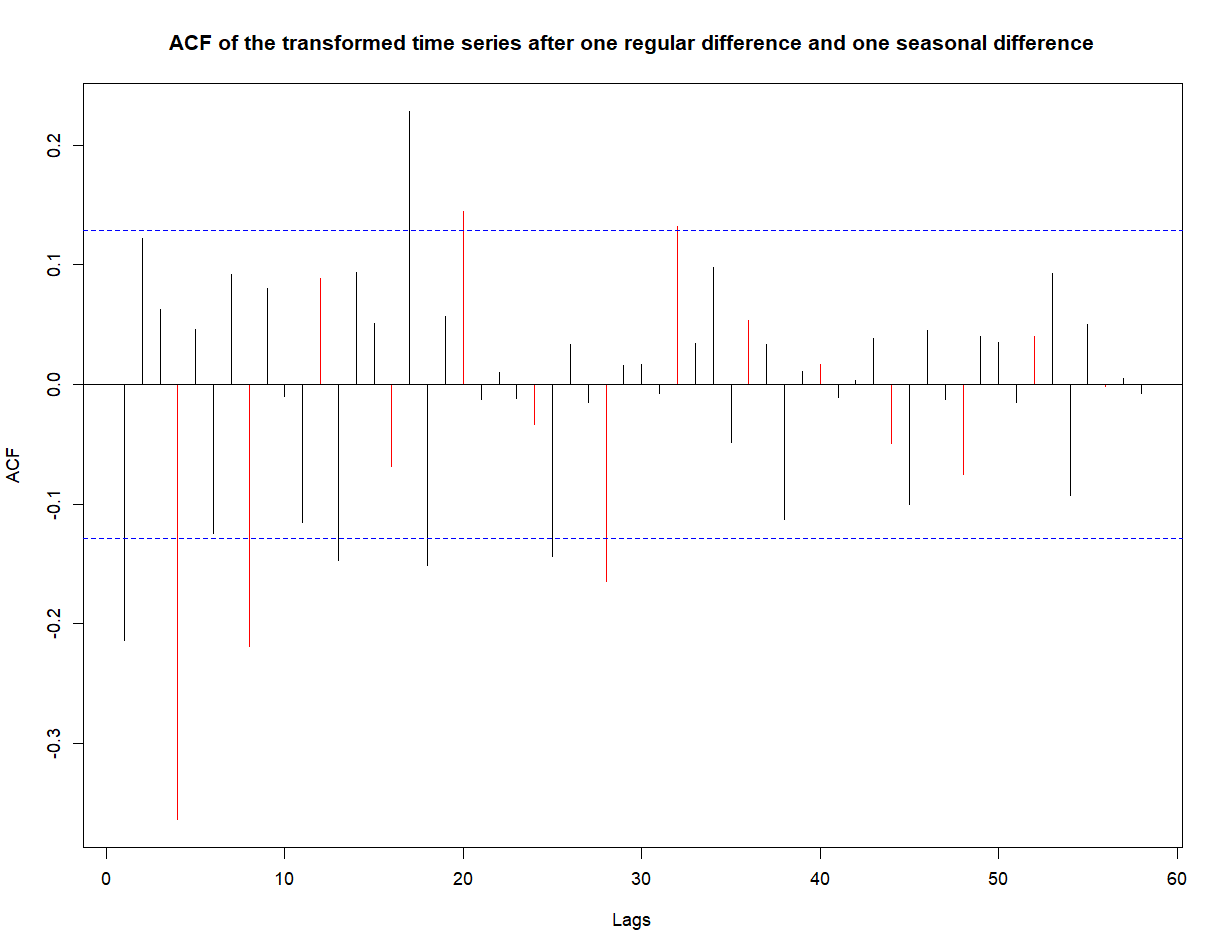 ACF of the transformed time series after one regular difference and one seasonal difference
0.2
0.1
0.0
-0.1
-0.2
-0.3
ACF
0 10 20 30 40 50 60
Lags